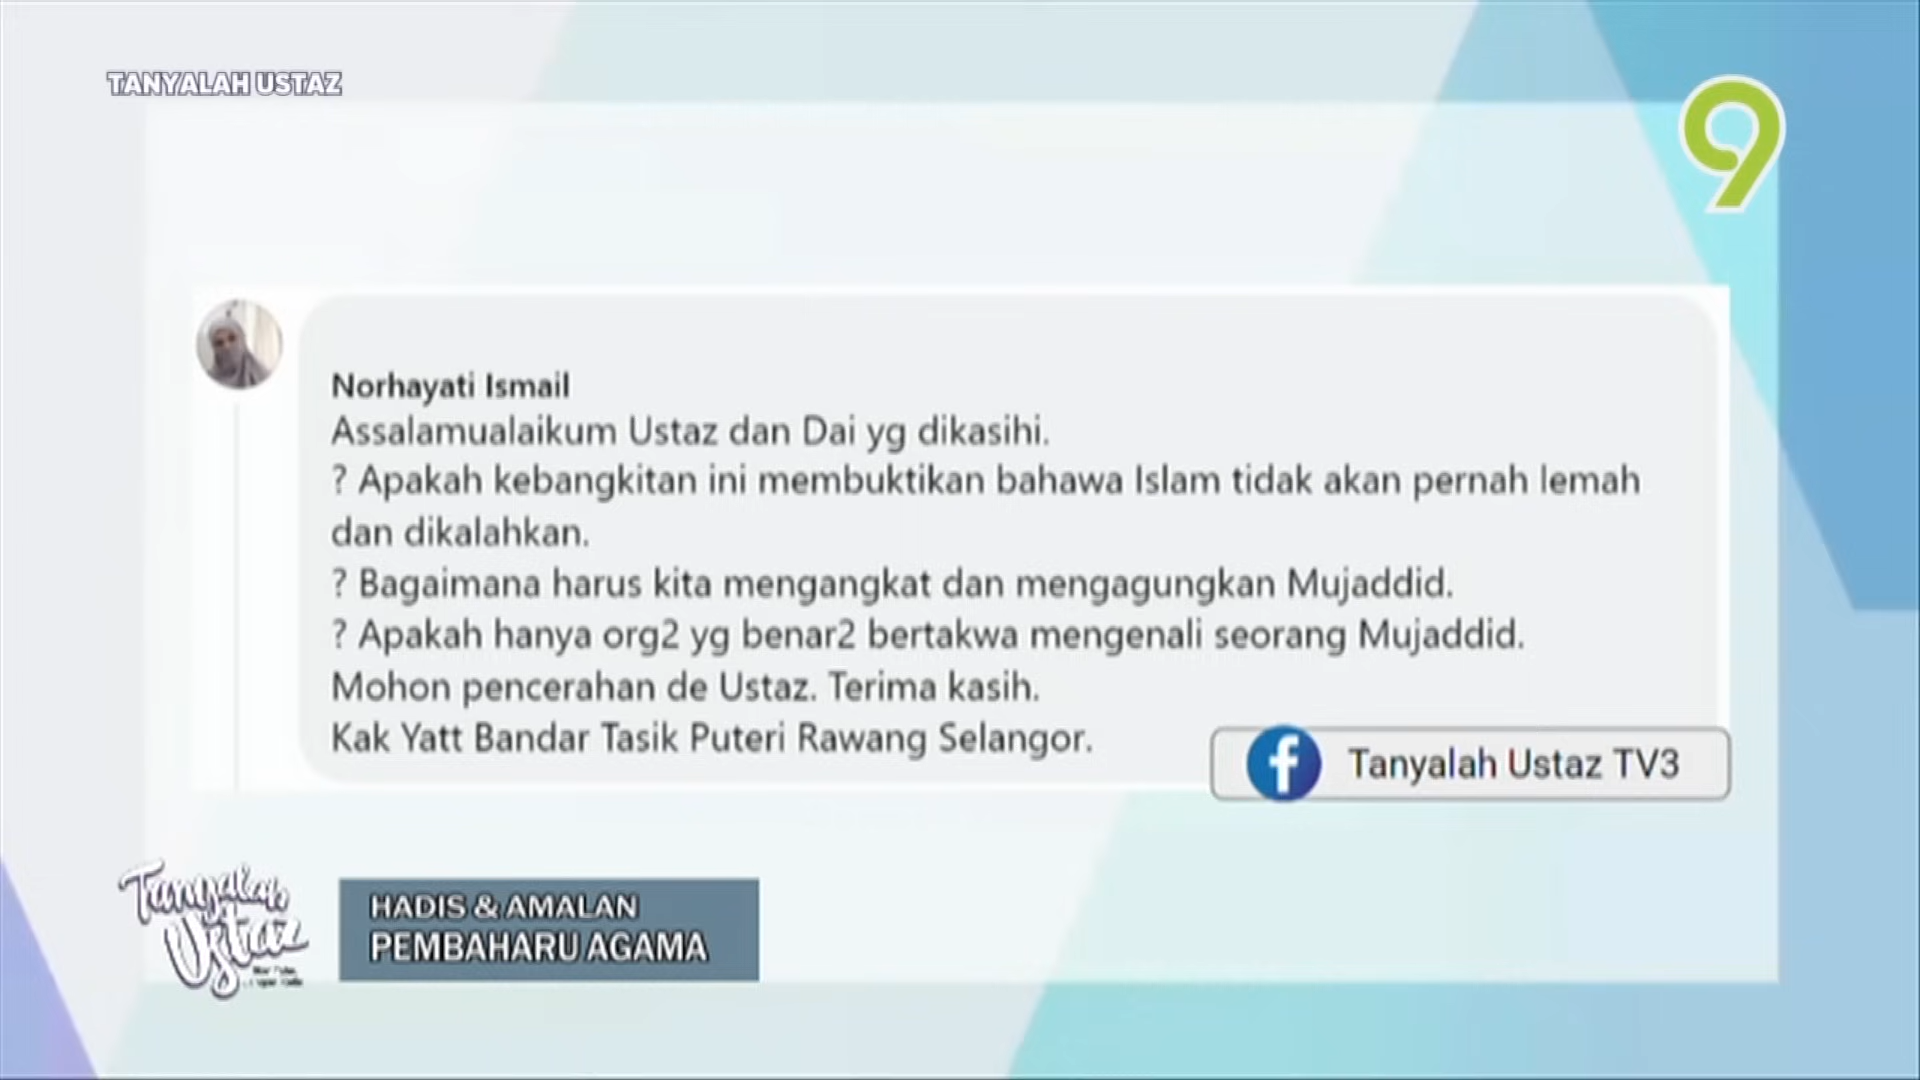 TANYALAH USTAZ
9
Norhayati Ismail
Assalamualaikum Ustaz dan Dai yg dikasihi.
? Apakah kebangkitan ini membuktikan bahawa Islam tidak akan pernah lemah
dan dikalahkan.
? Bagaimana harus kita mengangkat dan mengagungkan Mujaddid.
? Apakah hanya org2 yg benar2 bertakwa mengenali seorang Mujaddid.
Mohon pencerahan de Ustaz. Terima kasih.
Kak Yatt Bandar Tasik Puteri Rawang Selangor.
f Tanyalah Ustaz TV3
Tanyalah
Ustaz
HADIS & AMALAN
PEMBAHARU AGAMA